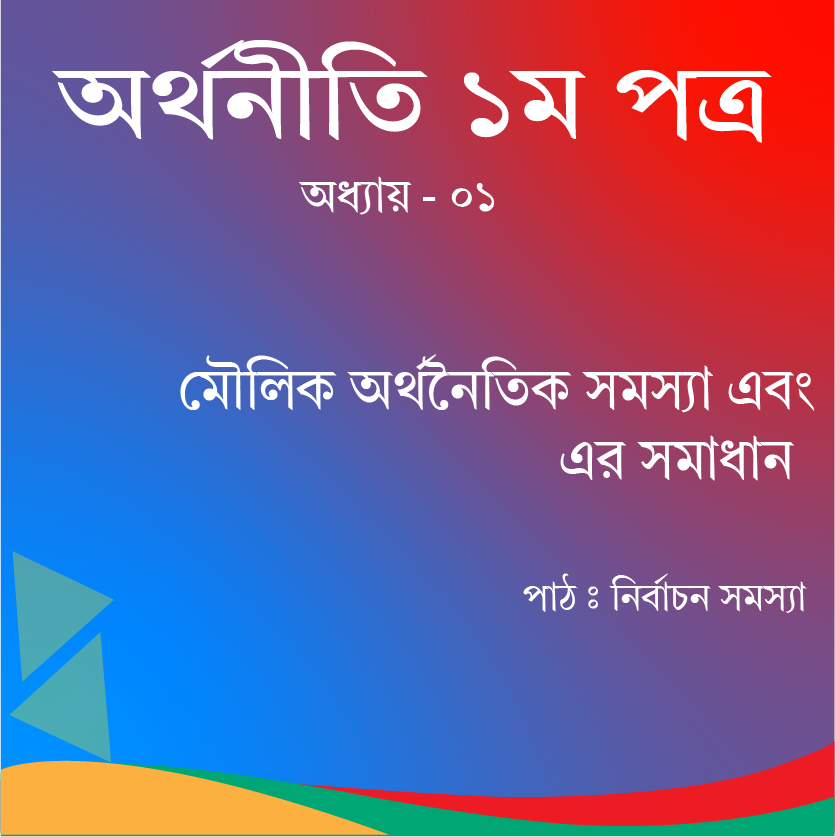 অর্থনীতি ১ম পত্র
অধ্যায় - ০১
মৌলিক অর্থনৈতিক সমস্যা এবং
এর সমাধান
পাঠ ঃ নির্বাচন সমস্যা